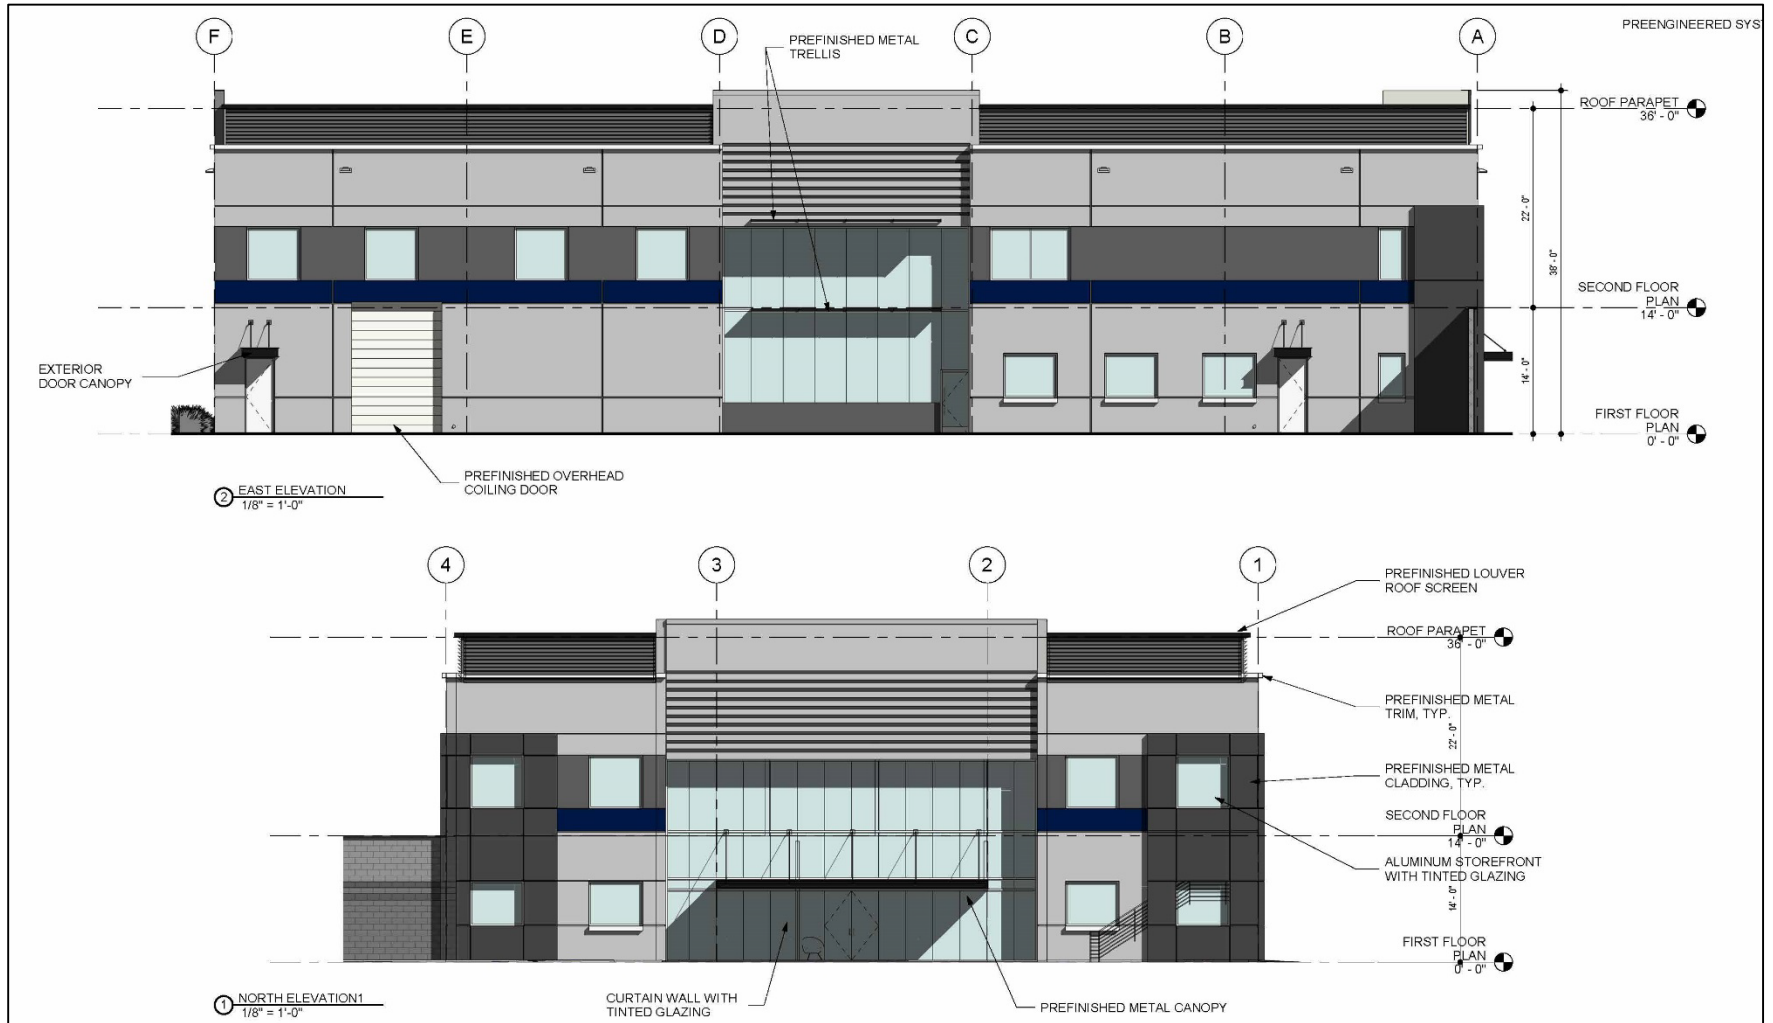 PREENGINEERED SYS
F
E
D
C
B
A
PREFINISHED METAL
TRELLIS
ROOF PARAPET
36' - 0"
22' - 0"
38' - 0"
SECOND FLOOR
PLAN
14' - 0"
14' - 0"
EXTERIOR
DOOR CANOPY
FIRST FLOOR
PLAN
0' - 0"
PREFINISHED OVERHEAD
COILING DOOR
2
EAST ELEVATION
1/8" = 1'-0"
4
3
2
1
PREFINISHED LOUVER
ROOF SCREEN
ROOF PARAPET
36' - 0"
PREFINISHED METAL
TRIM, TYP.
22' - 0"
PREFINISHED METAL
CLADDING, TYP.
SECOND FLOOR
PLAN
14' - 0"
ALUMINUM STOREFRONT
WITH TINTED GLAZING
14' - 0"
FIRST FLOOR
PLAN
0' - 0"
1
NORTH ELEVATION1
1/8" = 1'-0"
CURTAIN WALL WITH
TINTED GLAZING
PREFINISHED METAL CANOPY